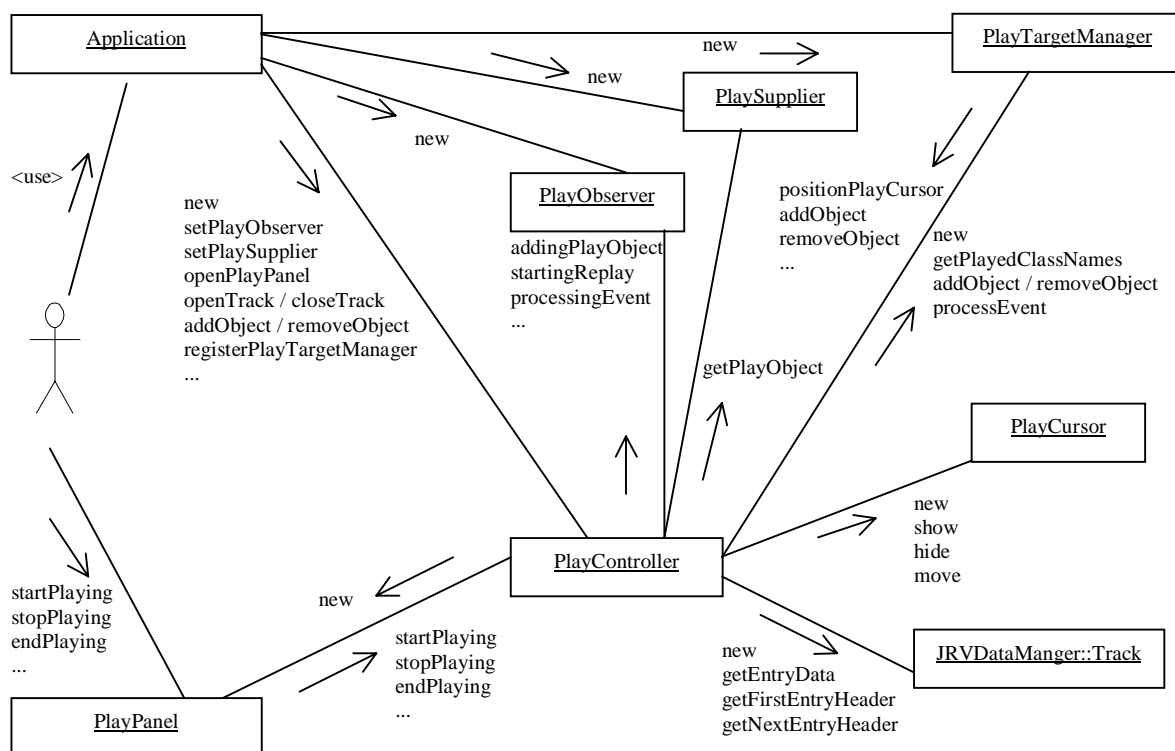 Application
new
PlayTargetManager
new
PlaySupplier
<use>
new
PlayObserver
new
setPlayObserver
setPlaySupplier
openPlayPanel
openTrack / closeTrack
addObject / removeObject
registerPlayTargetManager
...
addingPlayObject
startingReplay
processingEvent
...
positionPlayCursor
addObject
removeObject
...
new
getPlayedClassNames
addObject / removeObject
processEvent
getPlayObject
PlayCursor
new
show
hide
move
PlayController
new
startPlaying
stopPlaying
endPlaying
...
startPlaying
stopPlaying
endPlaying
...
new
getEntryData
getFirstEntryHeader
getNextEntryHeader
JRVDataManger::Track
PlayPanel